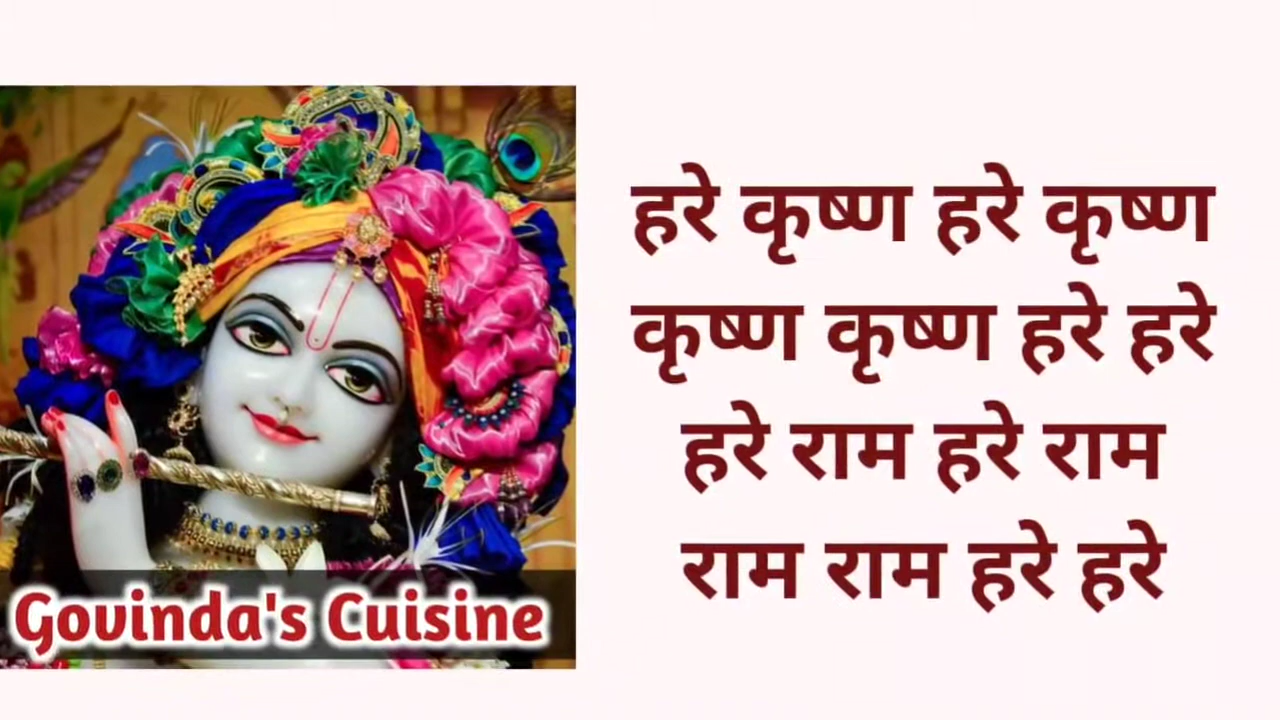 हरे कृष्ण हरे कृष्ण
कृष्ण कृष्ण हरे हरे
हरे राम हरे राम
राम राम हरे हरे
Govinda's Cuisine